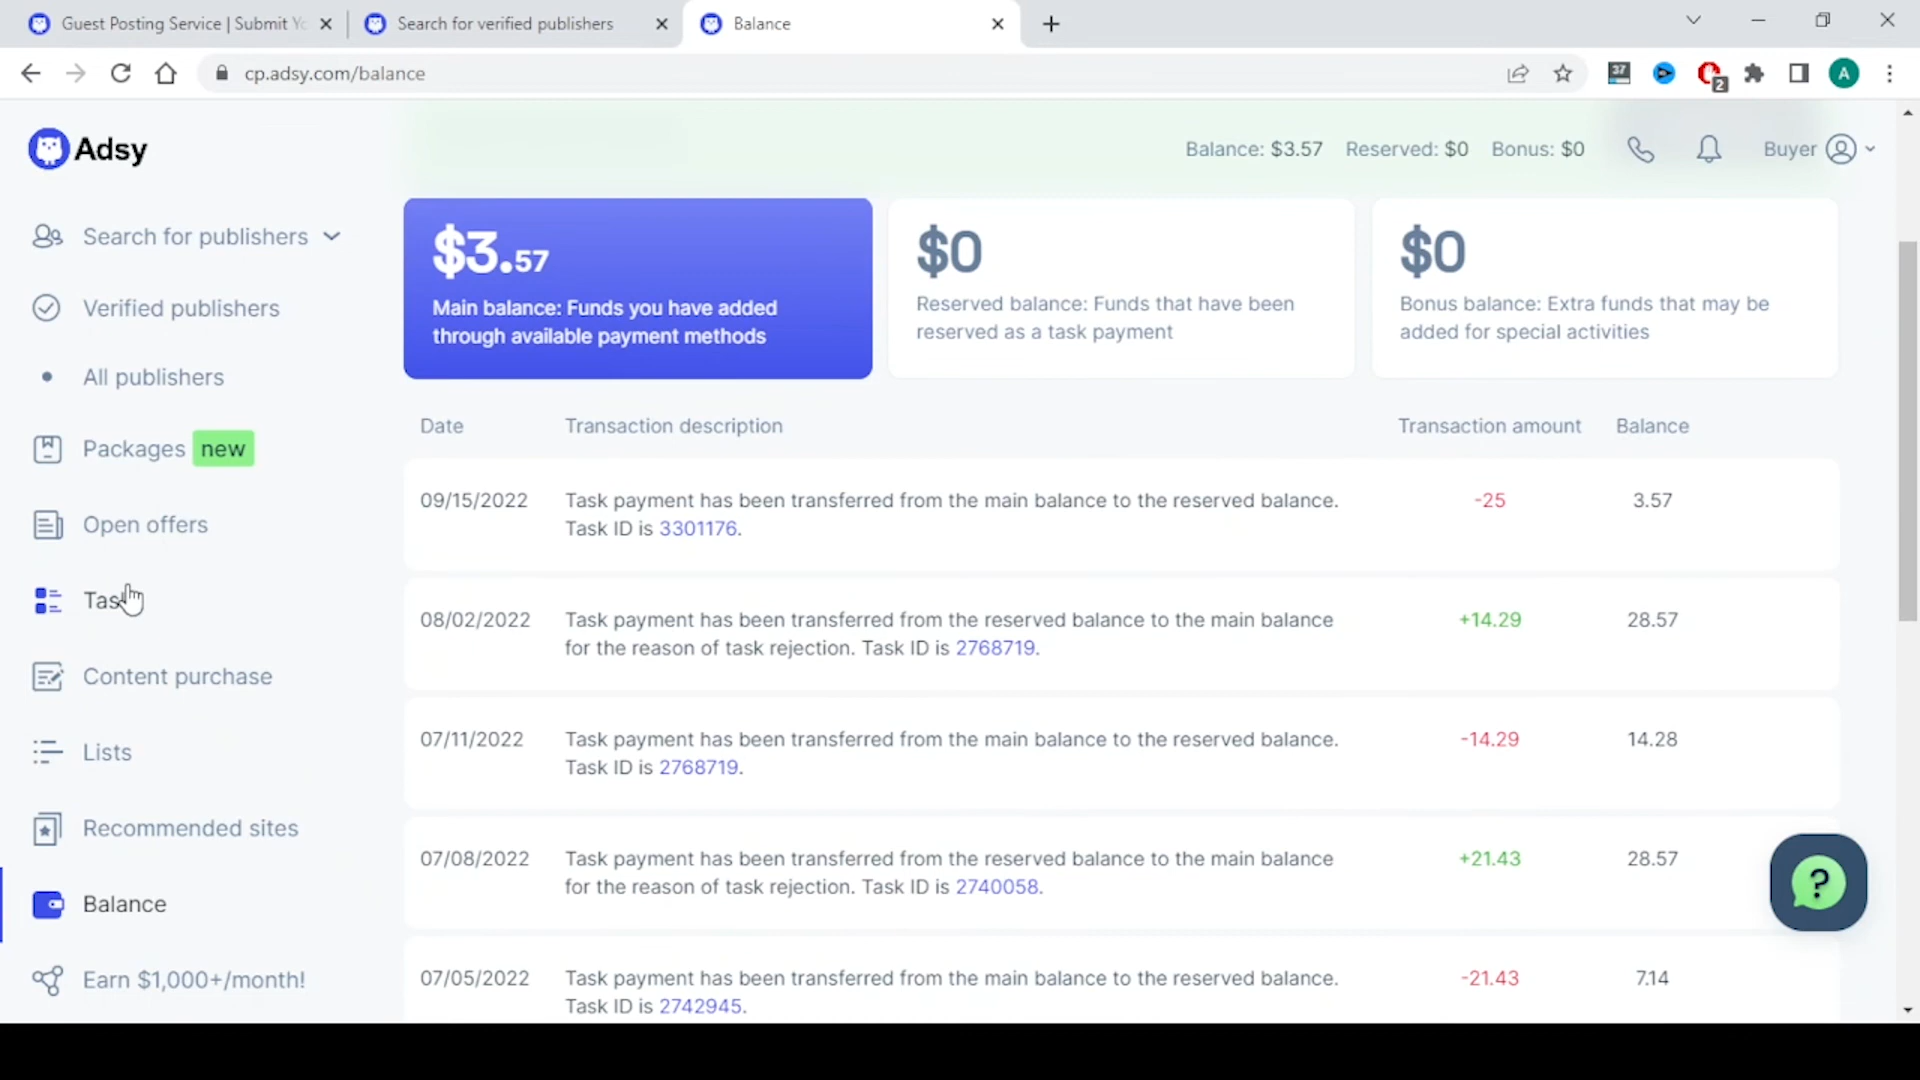 Guest Posting Service | Submit Yo
Search for verified publishers
Balance
cp.adsy.com/balance
37
2
A
Adsy
Balance: $3.57 Reserved: $0 Bonus: $0
Buyer
Search for publishers
Verified publishers
All publishers
Packages new
Open offers
Content purchase
Lists
Recommended sites
Balance
Earn $1,000+/month!
$3.57
Main balance: Funds you have added
through available payment methods
$0
Reserved balance: Funds that have been
reserved as a task payment
$0
Bonus balance: Extra funds that may be
added for special activities
Date Transaction description Transaction amount Balance
09/15/2022 Task payment has been transferred from the main balance to the reserved balance. -25 3.57
Task ID is 3301176.
08/02/2022 Task payment has been transferred from the reserved balance to the main balance +14.29 28.57
for the reason of task rejection. Task ID is 2768719.
07/11/2022 Task payment has been transferred from the main balance to the reserved balance. -14.29 14.28
Task ID is 2768719.
07/08/2022 Task payment has been transferred from the reserved balance to the main balance +21.43 28.57
for the reason of task rejection. Task ID is 2740058.
07/05/2022 Task payment has been transferred from the main balance to the reserved balance. -21.43 7.14
Task ID is 2742945.
?